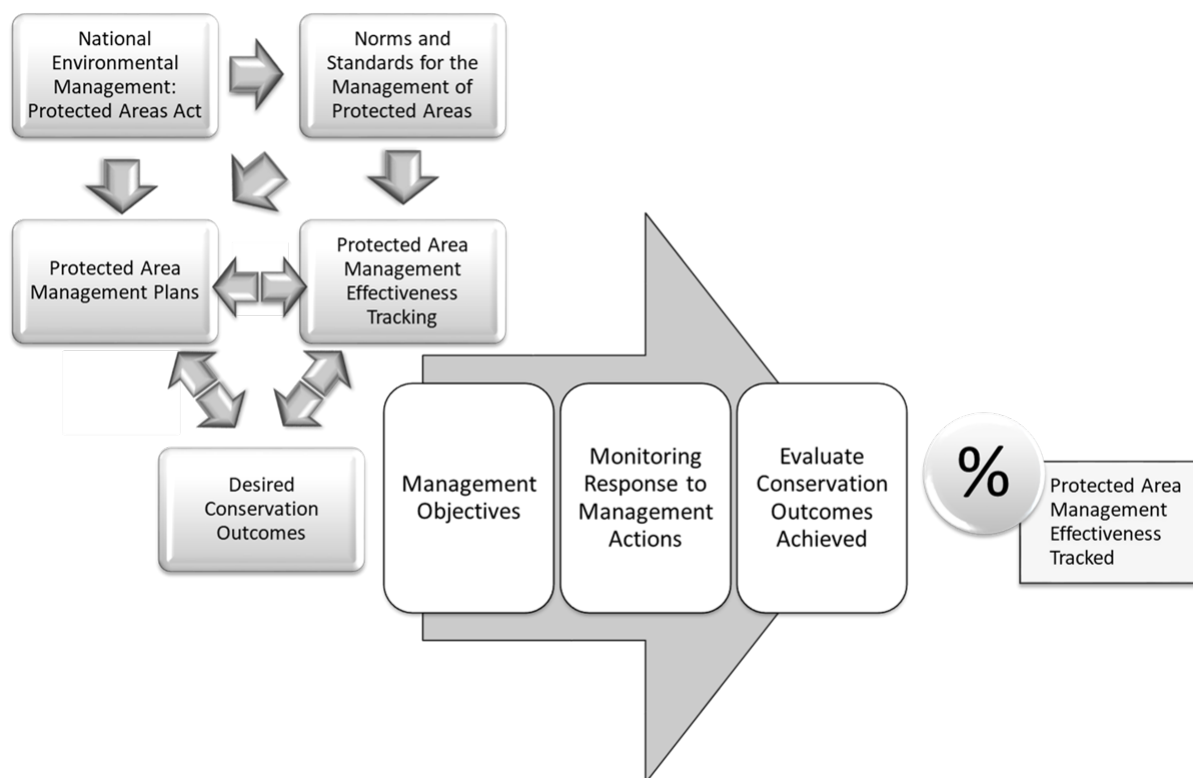 National
Environmental
Management:
Protected Areas Act
Norms and
Standards for the
Management of
Protected Areas
Protected Area
Management Plans
Protected Area
Management
Effectiveness
Tracking
Desired
Conservation
Outcomes
Management
Objectives
Monitoring
Response to
Management
Actions
Evaluate
Conservation
Outcomes
Achieved
%
Protected Area
Management
Effectiveness
Tracked